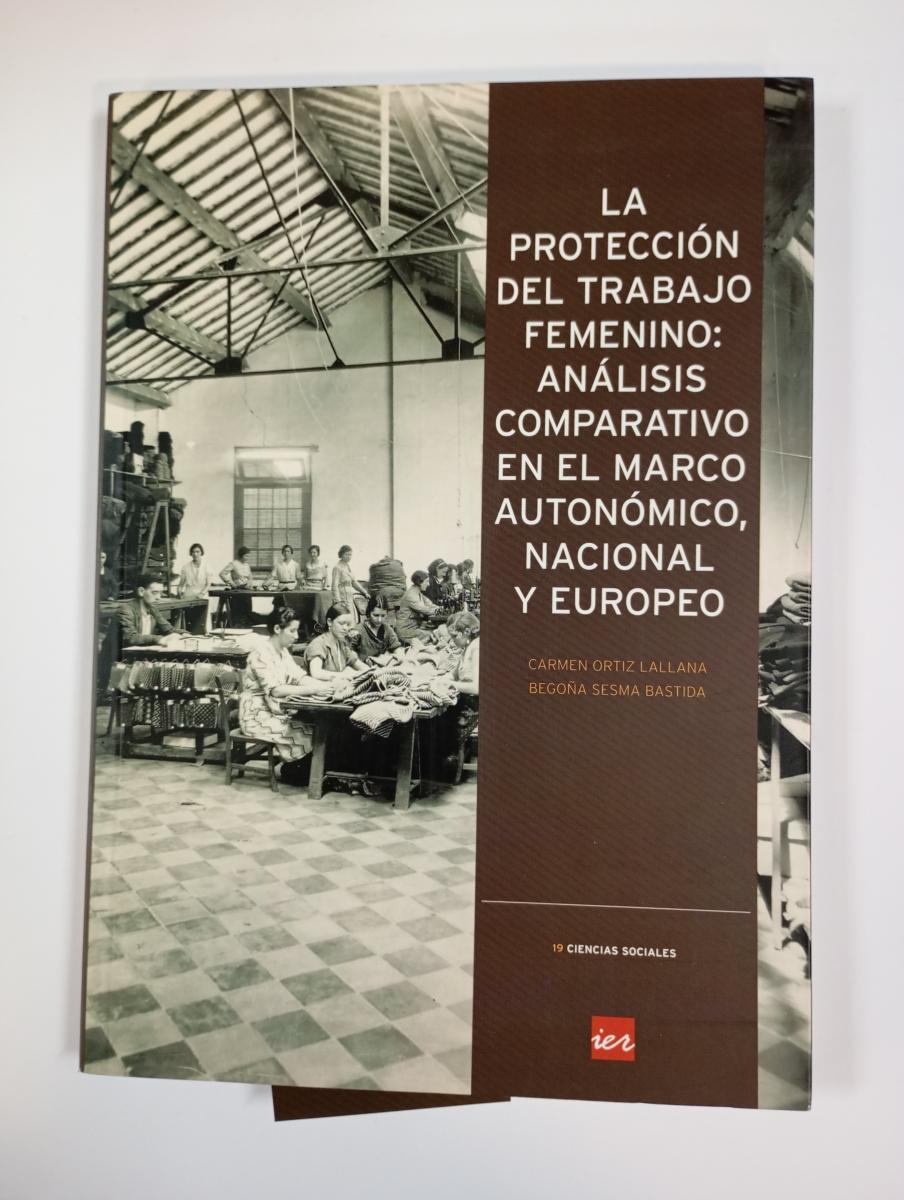 LA
PROTECCIÓN
DEL TRABAJO
FEMENINO:
ANÁLISIS
COMPARATIVO
EN EL MARCO
AUTONÓMICO,
NACIONAL
Y EUROPEO
CARMEN ORTIZ LALLANA
BEGOÑA SESMA BASTIDA
19 CIENCIAS SOCIALES
ier